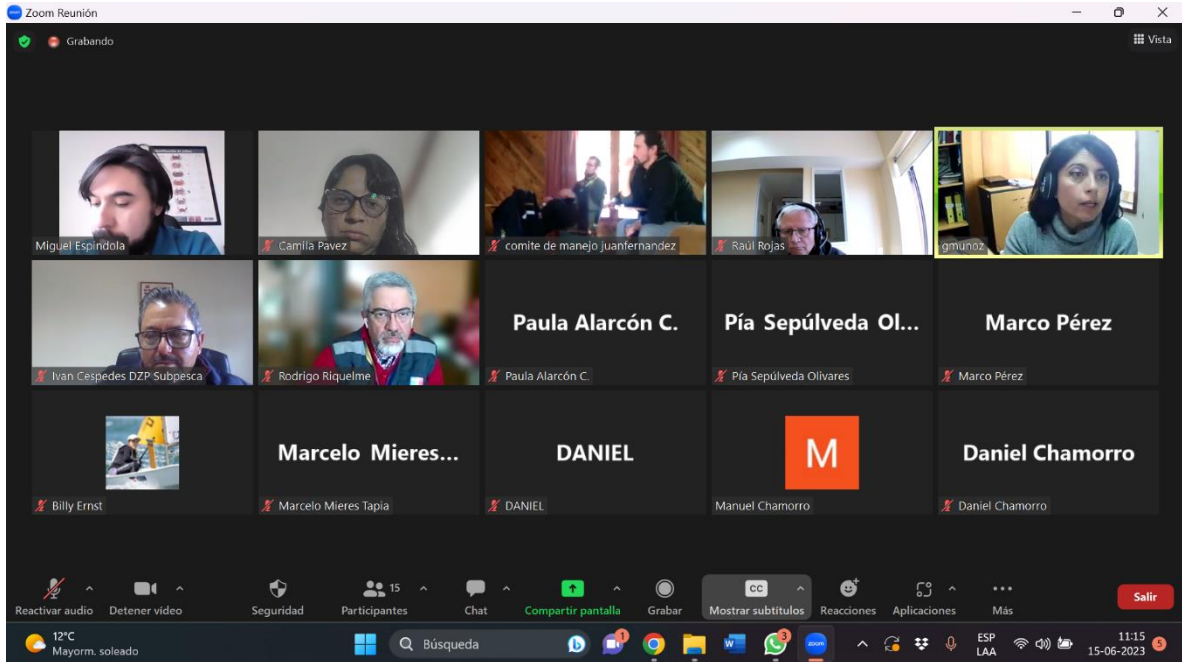 Zoom Reunión
Grabando
Vista
Miguel Espindola
Camila Pavez
comite de manejo juanfernandez
Raúl Rojas
gmunoz
Ivan Cespedes DZP Subpesca
Rodrigo Riquelme
Paula Alarcón C.
Paula Alarcón C.
Pía Sepúlveda Ol...
Pía Sepúlveda Olivares
Marco Pérez
Marco Pérez
Billy Ernst
Marcelo Mieres...
Marcelo Mieres Tapia
DANIEL
DANIEL
M
Manuel Chamorro
Daniel Chamorro
Daniel Chamorro
Reactivar audio
Detener video
Seguridad
15
Participantes
Chat
Compartir pantalla
Grabar
CC
Mostrar subtítulos
Reacciones
Aplicaciones
Más
Salir
12°C
Mayorm. soleado
Búsqueda
b
1
W
3
zoom
ESP
LAA
11:15
15-06-2023
5